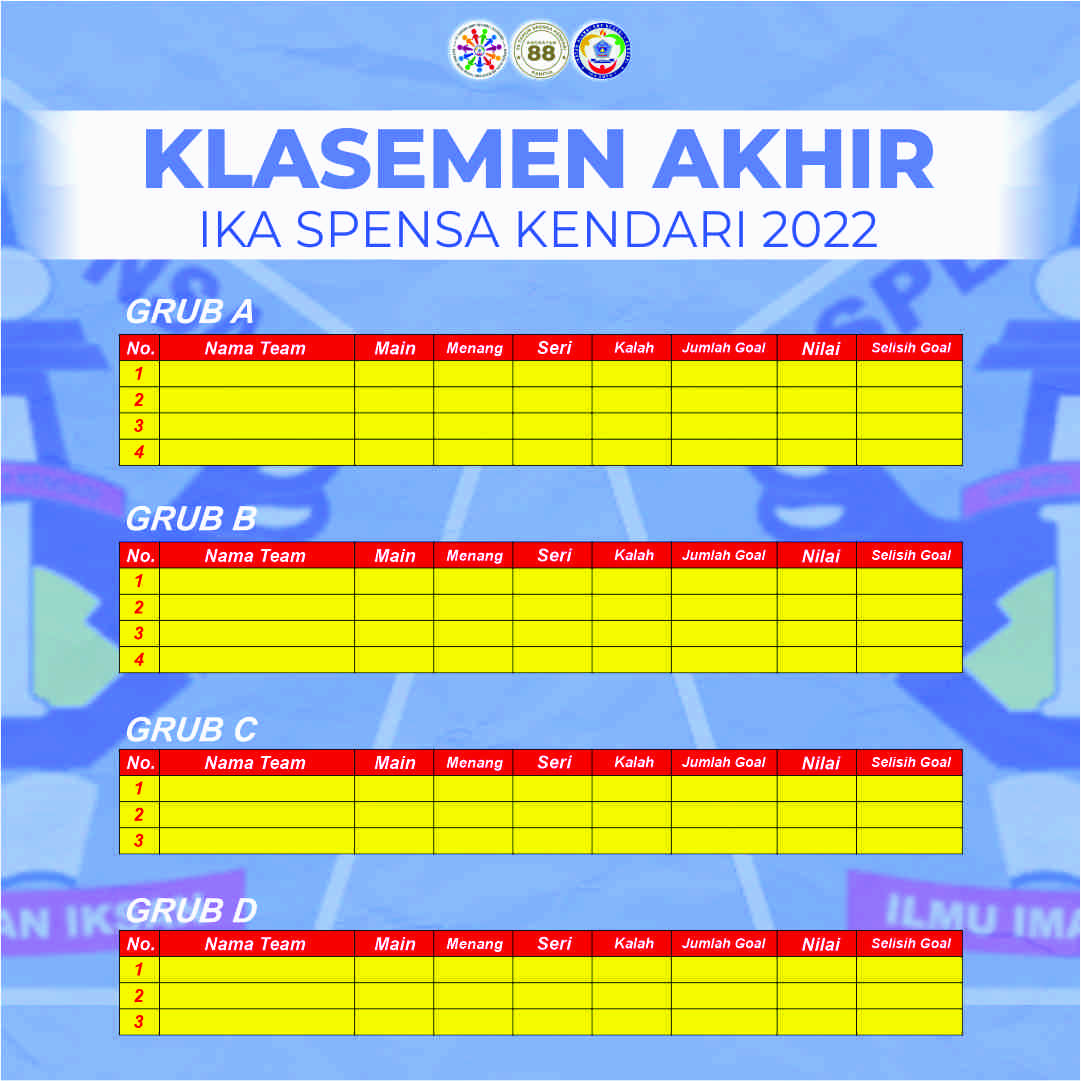 88
KLASEMEN AKHIR
IKA SPENSA KENDARI 2022
GRUB A
No. Nama Team Main Menang Seri Kalah Jumlah Goal Nilai Selisih Goal
1
2
3
4
GRUB B
No. Nama Team Main Menang Seri Kalah Jumlah Goal Nilai Selisih Goal
1
2
3
4
GRUB C
No. Nama Team Main Menang Seri Kalah Jumlah Goal Nilai Selisih Goal
1
2
3
AN IKSAN
ILMU IMA
GRUB D
No. Nama Team Main Menang Seri Kalah Jumlah Goal Nilai Selisih Goal
1
2
3